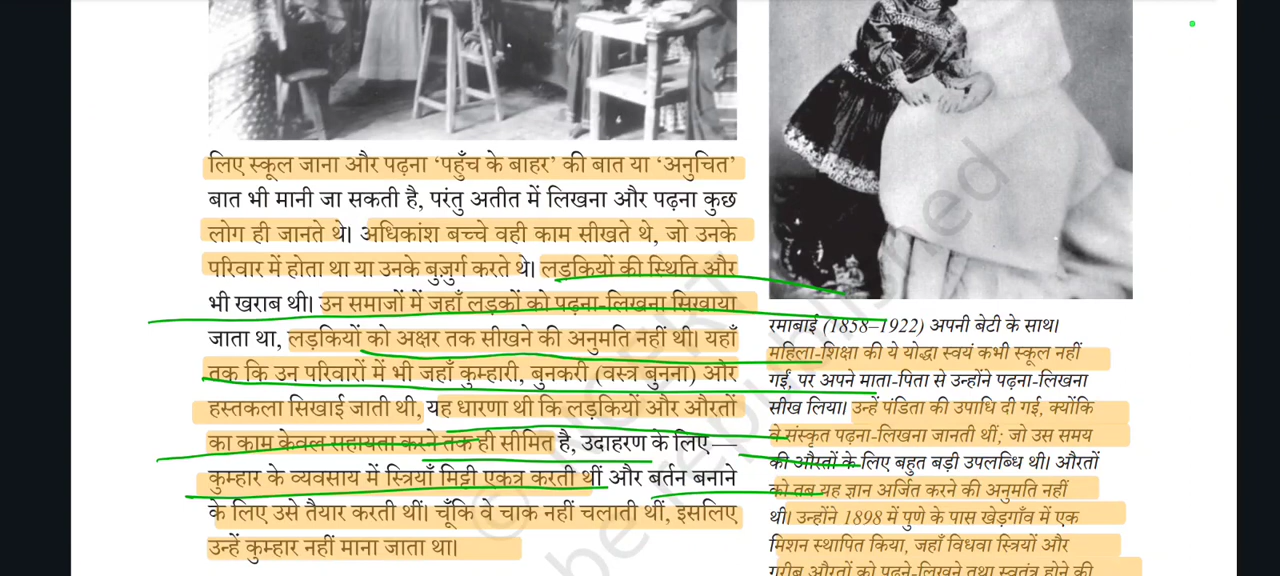 लिए स्कूल जाना और पढ़ना ‘पहुँच के बाहर’ की बात या ‘अनुचित’
बात भी मानी जा सकती है, परंतु अतीत में लिखना और पढ़ना कुछ
लोग ही जानते थे। अधिकांश बच्चे वही काम सीखते थे, जो उनके
परिवार में होता था या उनके बुज़ुर्ग करते थे। लड़कियों की स्थिति और
भी खराब थी। उन समाजों में जहाँ लड़कों को पढ़ना-लिखना सिखाया
जाता था, लड़कियों को अक्षर तक सीखने की अनुमति नहीं थी। यहाँ
तक कि उन परिवारों में भी जहाँ कुम्हारी, बुनकरी (वस्त्र बुनना) और
हस्तकला सिखाई जाती थी, यह धारणा थी कि लड़कियों और औरतों
का काम केवल सहायता करने तक ही सीमित है, उदाहरण के लिए—
कुम्हार के व्यवसाय में स्त्रियाँ मिट्टी एकत्र करती थीं और बर्तन बनाने
के लिए उसे तैयार करती थीं। चूँकि वे चाक नहीं चलाती थीं, इसलिए
उन्हें कुम्हार नहीं माना जाता था।
रमाबाई (1858–1922) अपनी बेटी के साथ।
महिला-शिक्षा की ये योद्धा स्वयं कभी स्कूल नहीं
गईं, पर अपने माता-पिता से उन्होंने पढ़ना-लिखना
सीख लिया। उन्हें पंडिता की उपाधि दी गई, क्योंकि
वे संस्कृत पढ़ना-लिखना जानती थीं; जो उस समय
की औरतों के लिए बहुत बड़ी उपलब्धि थी। औरतों
को तब यह ज्ञान अर्जित करने की अनुमति नहीं
थी। उन्होंने 1898 में पुणे के पास खेड़गाँव में एक
मिशन स्थापित किया, जहाँ विधवा स्त्रियों और
गरीब औरतों को पढ़ने-लिखने तथा स्वतंत्र होने की